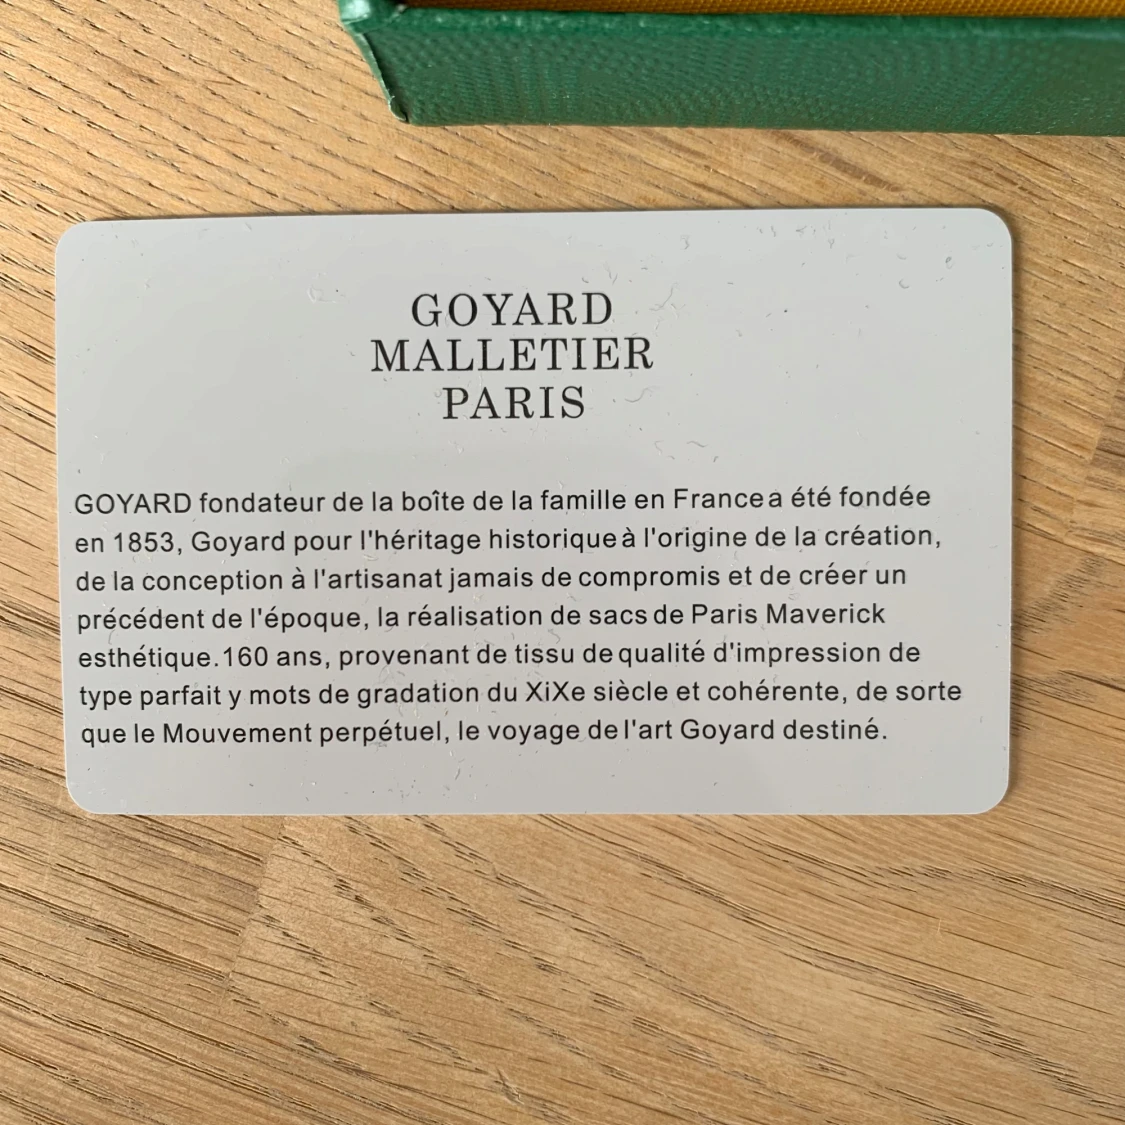 GOYARD
MALLETIER
PARIS
GOYARD fondateur de la boîte de la famille en France a été fondée
en 1853, Goyard pour l'héritage historique à l'origine de la création,
de la conception à l'artisanat jamais de compromis et de créer un
précédent de l'époque, la réalisation de sacs de Paris Maverick
esthétique.160 ans, provenant de tissu de qualité d'impression de
type parfait y mots de gradation du XiXe siècle et cohérente, de sorte
que le Mouvement perpétuel, le voyage de l'art Goyard destiné.